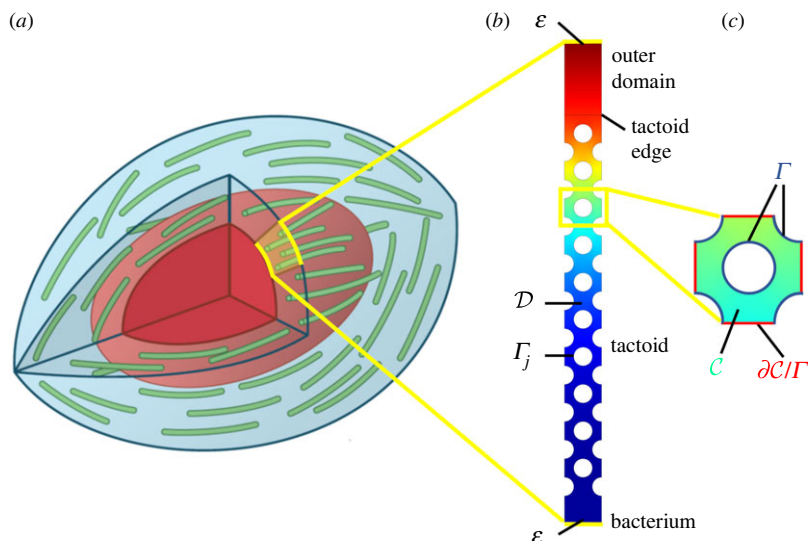 (a)
(b)
(c)
ε
outer
domain
tactoid
edge
Γ
𝒟
Γj
tactoid
𝒞
∂𝒞/Γ
bacterium
ε